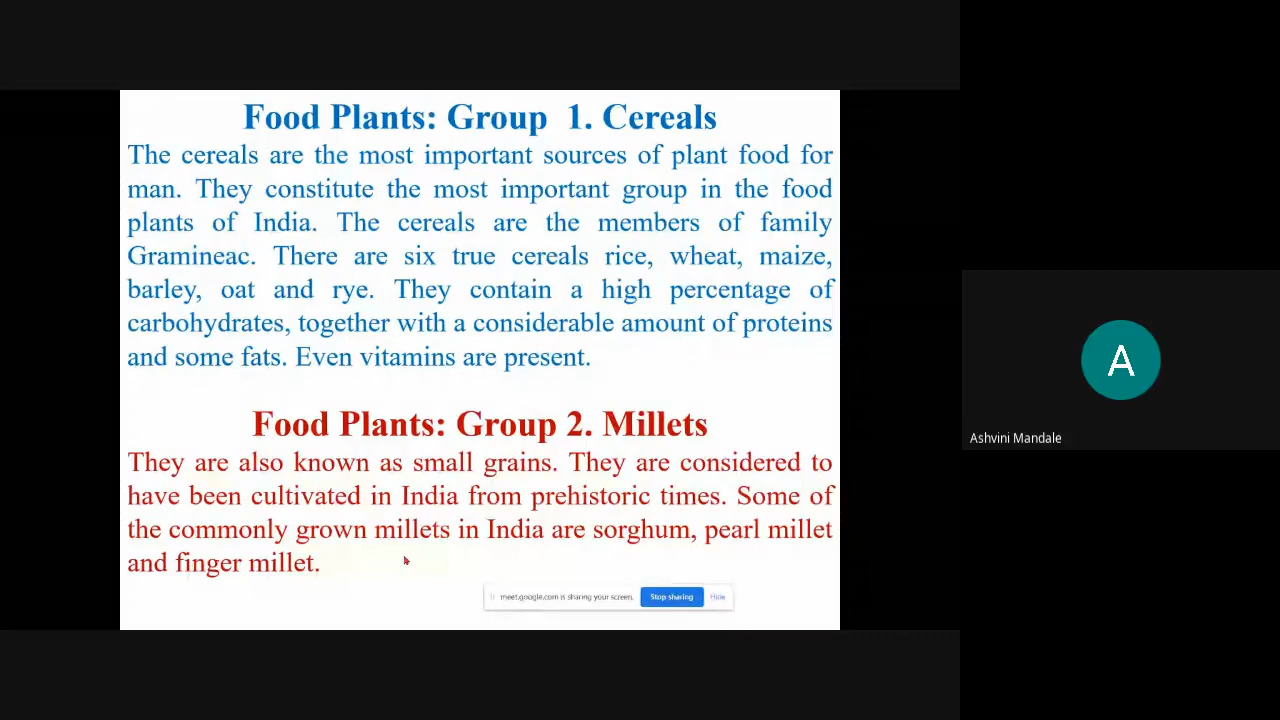 Food Plants: Group 1. Cereals
The cereals are the most important sources of plant food for
man. They constitute the most important group in the food
plants of India. The cereals are the members of family
Gramineac. There are six true cereals rice, wheat, maize,
barley, oat and rye. They contain a high percentage of
carbohydrates, together with a considerable amount of proteins
and some fats. Even vitamins are present.
Food Plants: Group 2. Millets
They are also known as small grains. They are considered to
have been cultivated in India from prehistoric times. Some of
the commonly grown millets in India are sorghum, pearl millet
and finger millet.
meet.google.com is sharing your screen. Stop sharing Hide
A
Ashvini Mandale